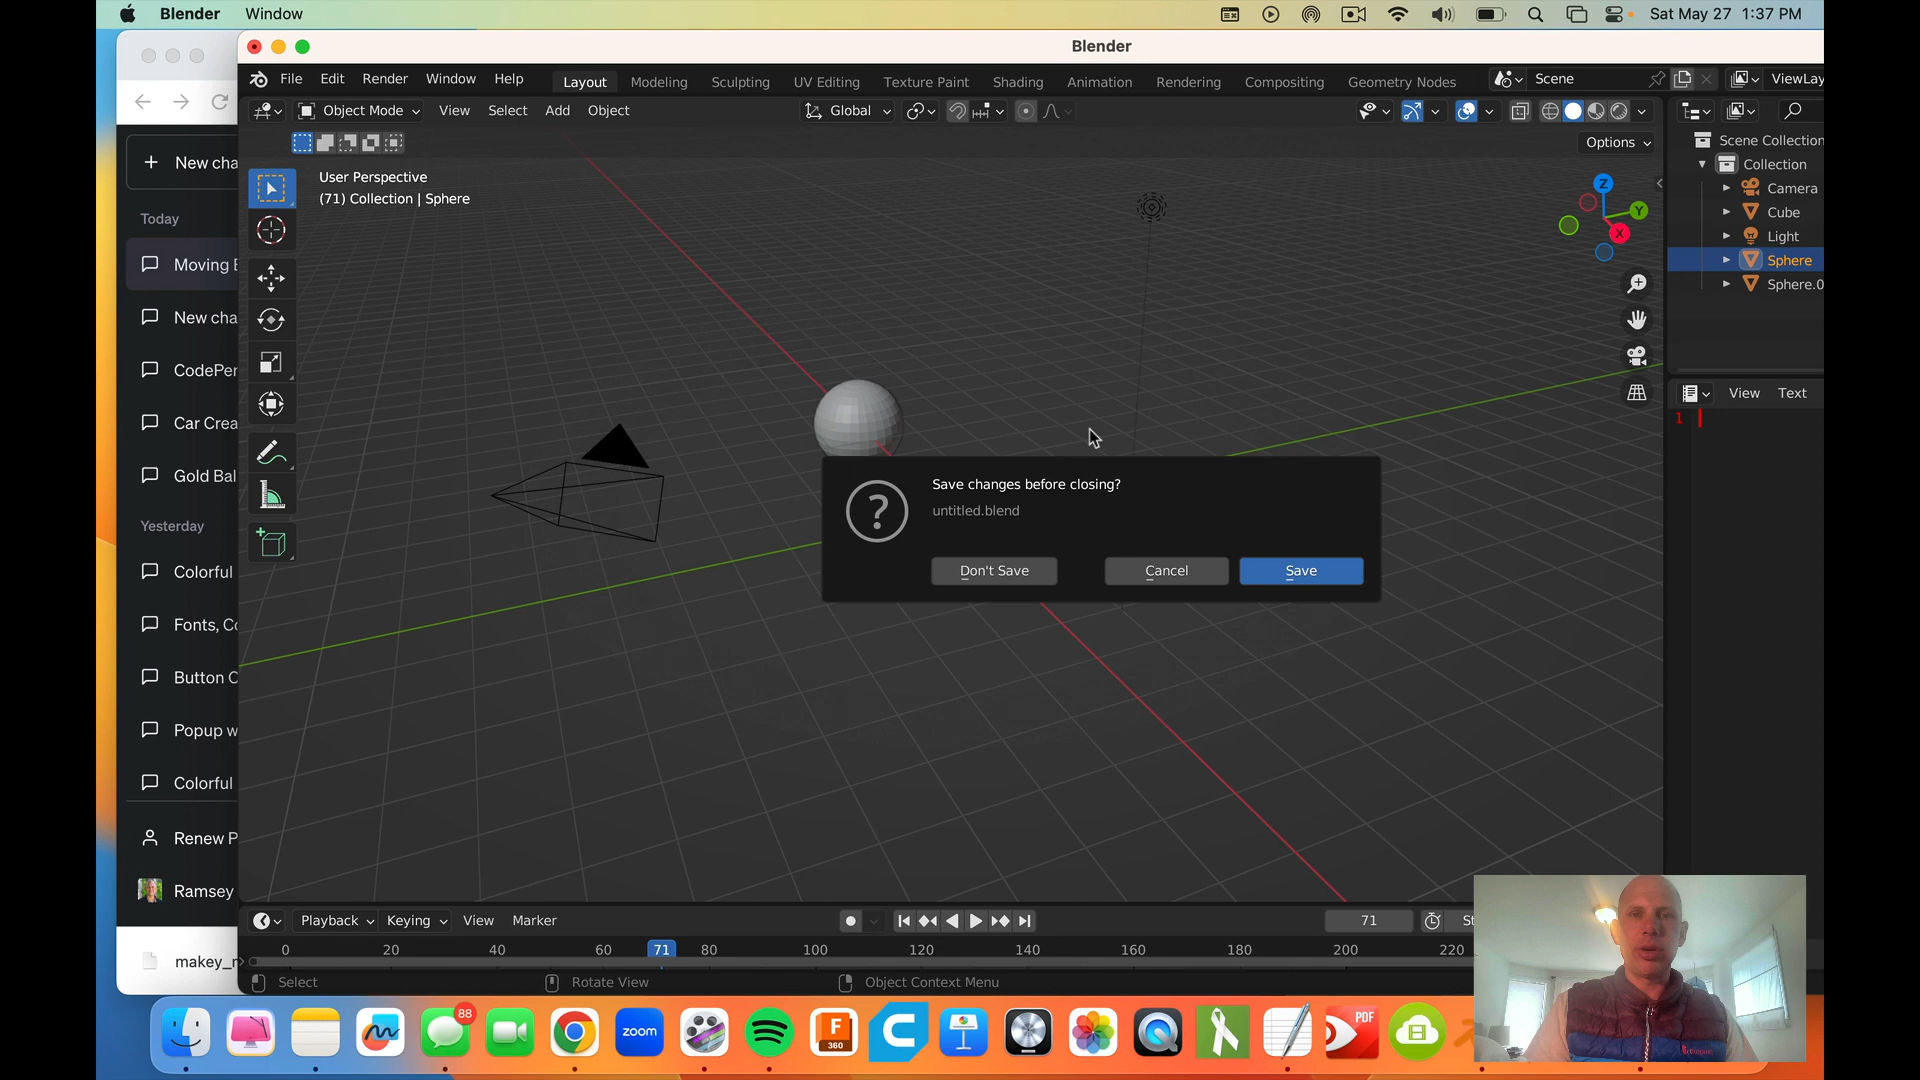 Blender Window Sat May 27 1:37 PM
Blender
File Edit Render Window Help Layout Modeling Sculpting UV Editing Texture Paint Shading Animation Rendering Compositing Geometry Nodes Scene ViewLay
Object Mode View Select Add Object Global
Options
User Perspective
(71) Collection | Sphere
Z
Y
X
Scene Collection
Collection
Camera
Cube
Light
Sphere
Sphere.0
View Text
1
New cha
Today
Moving
New cha
CodePer
Car Crea
Gold Bal
Yesterday
Colorful
Fonts, Co
Button C
Popup w
Colorful
Renew P
Ramsey
makey_r
Save changes before closing?
untitled.blend
Don't Save Cancel Save
Playback Keying View Marker 71 St
0 20 40 60 71 80 100 120 140 160 180 200 220
Select Rotate View Object Context Menu
88
zoom
F
360
PDF